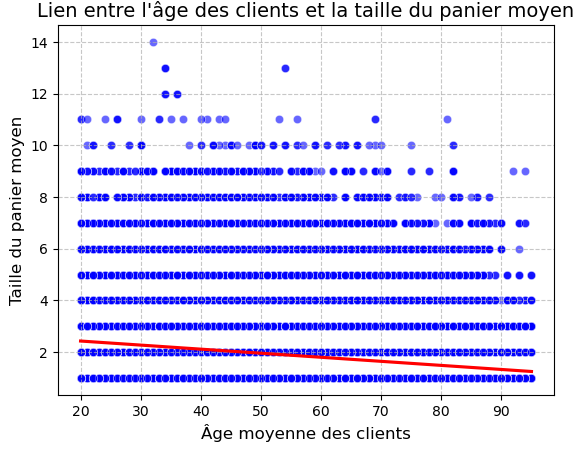 Lien entre l'âge des clients et la taille du panier moyen
14
12
10
8
6
4
2
Taille du panier moyen
20 30 40 50 60 70 80 90
Âge moyenne des clients